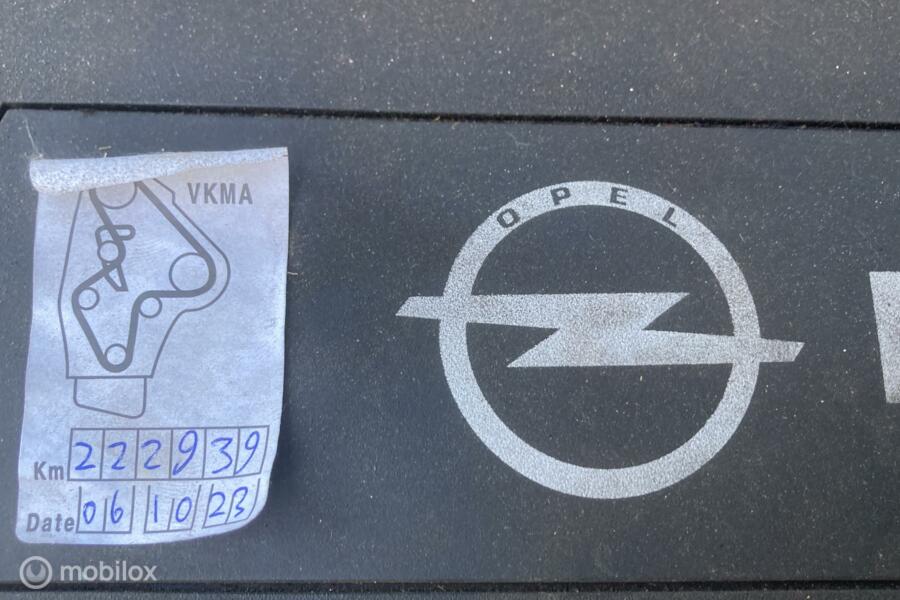 VKMA
OPEL
Km 222939
Date 06 10 23
mobilox